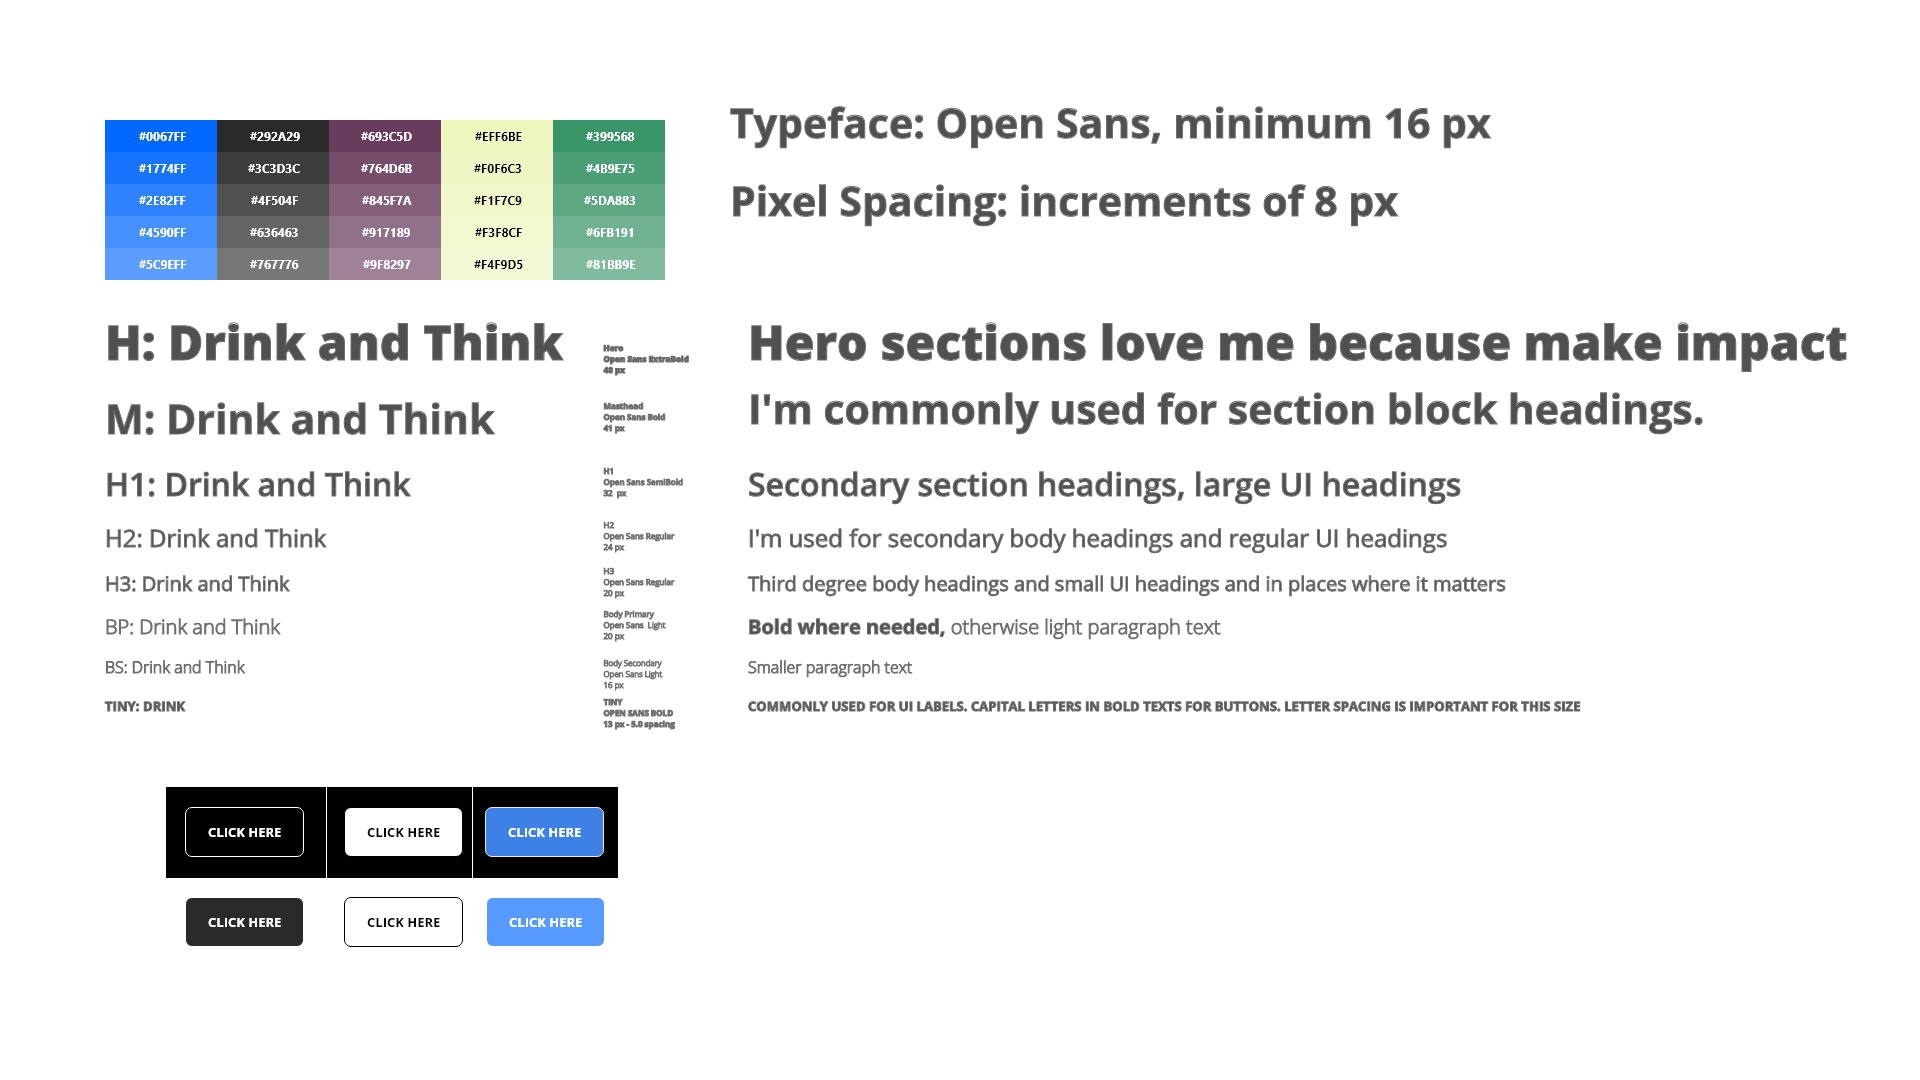 #0067FF #292A29 #693C5D #EFF6BE #399568
#1774FF #3C3D3C #764D6B #F0F6C3 #4B9E75
#2E82FF #4F504F #845F7A #F1F7C9 #5DA883
#4590FF #636463 #917189 #F3F8CF #6FB191
#5C9EFF #767776 #9F8297 #F4F9D5 #81BB9E
Typeface: Open Sans, minimum 16 px
Pixel Spacing: increments of 8 px
H: Drink and Think
Hero
Open Sans ExtraBold
48 px
Hero sections love me because make impact
M: Drink and Think
Masthead
Open Sans Bold
41 px
I'm commonly used for section block headings.
H1: Drink and Think
H1
Open Sans SemiBold
32 px
Secondary section headings, large UI headings
H2: Drink and Think
H2
Open Sans Regular
24 px
I'm used for secondary body headings and regular UI headings
H3: Drink and Think
H3
Open Sans Regular
20 px
Third degree body headings and small UI headings and in places where it matters
BP: Drink and Think
Body Primary
Open Sans Light
20 px
Bold where needed, otherwise light paragraph text
BS: Drink and Think
Body Secondary
Open Sans Light
16 px
Smaller paragraph text
TINY: DRINK
TINY
OPEN SANS BOLD
13 px - 5.0 spacing
COMMONLY USED FOR UI LABELS. CAPITAL LETTERS IN BOLD TEXTS FOR BUTTONS. LETTER SPACING IS IMPORTANT FOR THIS SIZE
CLICK HERE CLICK HERE CLICK HERE
CLICK HERE CLICK HERE CLICK HERE